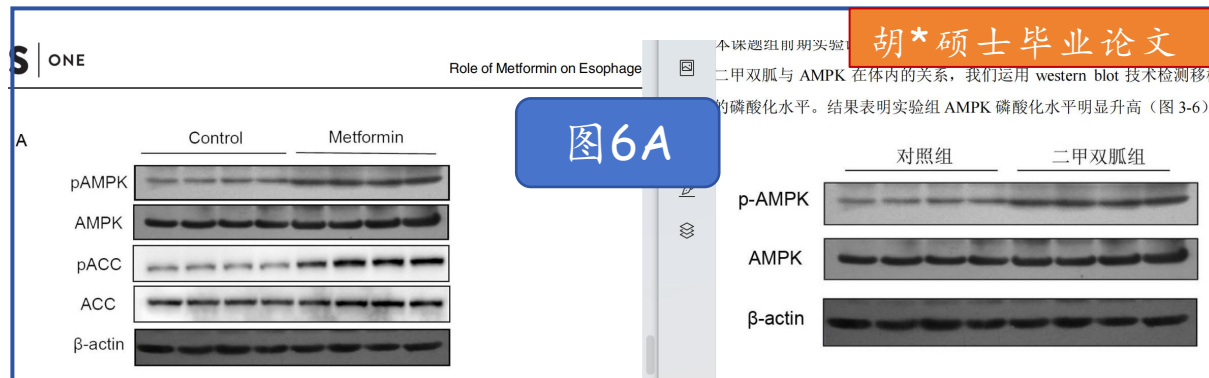 S ONE
Role of Metformin on Esophage
A
Control Metformin
pAMPK
AMPK
pACC
ACC
β-actin
图6A
胡*硕士毕业论文
本课题组前期实验
二甲双胍与 AMPK 在体内的关系，我们运用 western blot 技术检测移
的磷酸化水平。结果表明实验组 AMPK 磷酸化水平明显升高（图 3-6）
对照组 二甲双胍组
p-AMPK
AMPK
β-actin